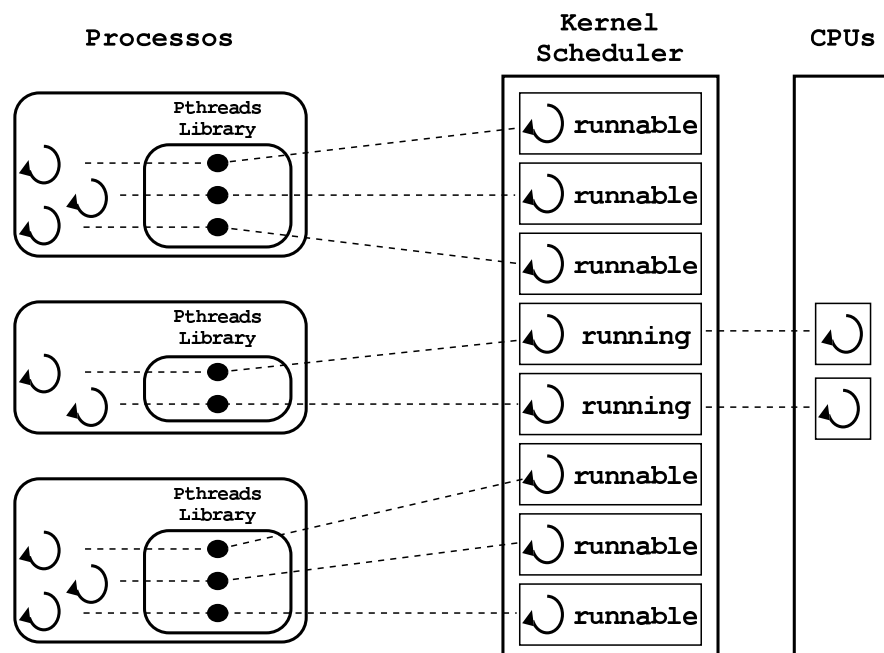 Processos
Kernel
Scheduler
CPUs
Pthreads
Library
runnable
runnable
runnable
Pthreads
Library
running
running
Pthreads
Library
runnable
runnable
runnable